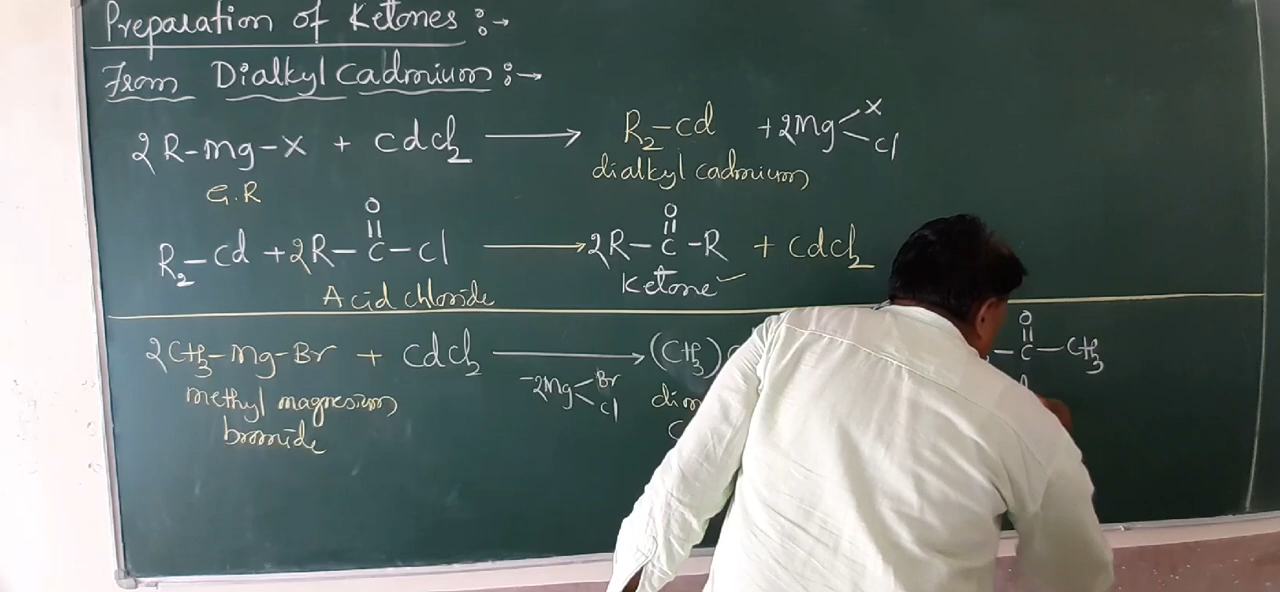 Preparation of Ketones :-→
From Dialkyl Cadmium :-→
2R-mg-X + cdcl2 ⟶ R2-cd + 2Mg<X Cl
G.R dialkyl cadmium
O O
R2-Cd + 2R-C-Cl ⟶ 2R-C-R + cdcl2
Acid chloride Ketone
2CH3-Mg-Br + cdcl2 ⟶ (CH3) O
-2Mg<Br Cl -C-CH3
methyl magnesium
bromide